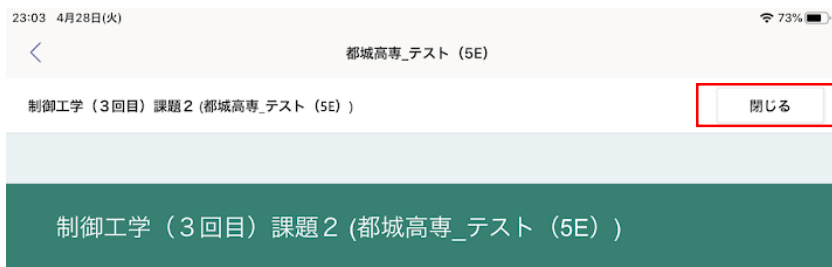 23:03 4月28日(火) 73%
都城高専_テスト（5E）
制御工学（３回目）課題２ (都城高専_テスト（5E）) 閉じる
制御工学（３回目）課題２ (都城高専_テスト（5E）)